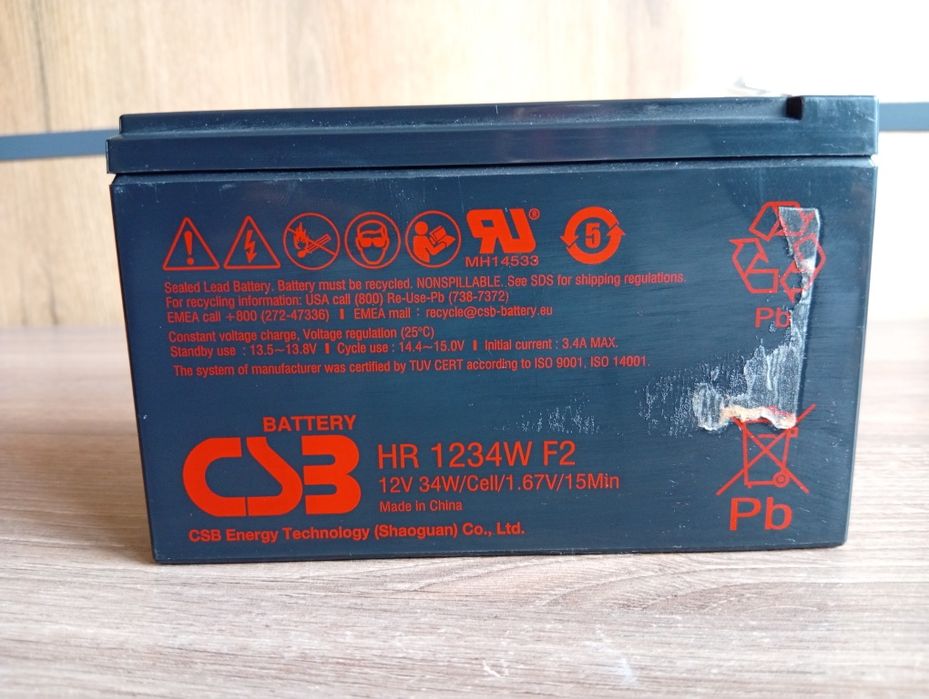 MH14533
5
Sealed Lead Battery. Battery must be recycled. NONSPILLABLE. See SDS for shipping regulations.
For recycling information: USA call (800) Re-Use-Pb (738-7372)
EMEA call +800 (272-47336) | EMEA mail : recycle@csb-battery.eu
Constant voltage charge, Voltage regulation (25°C)
Standby use : 13.5~13.8V | Cycle use : 14.4~15.0V | Initial current : 3.4A MAX.
The system of manufacturer was certified by TUV CERT according to ISO 9001, ISO 14001.
Pb
BATTERY
CSB
HR 1234W F2
12V 34W/Cell/1.67V/15Min
Made in China
CSB Energy Technology (Shaoguan) Co., Ltd.
Pb